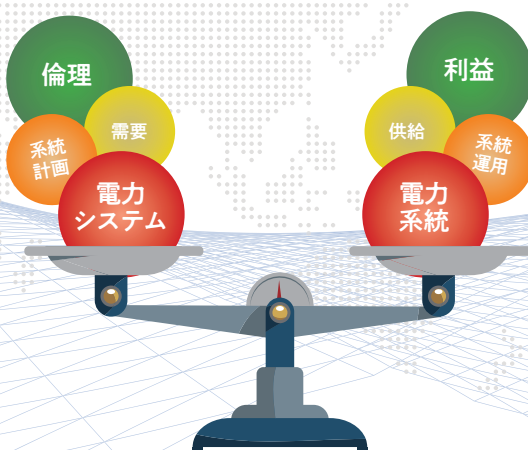 倫理
需要
系統
計画
電力
システム
利益
供給
系統
運用
電力
系統